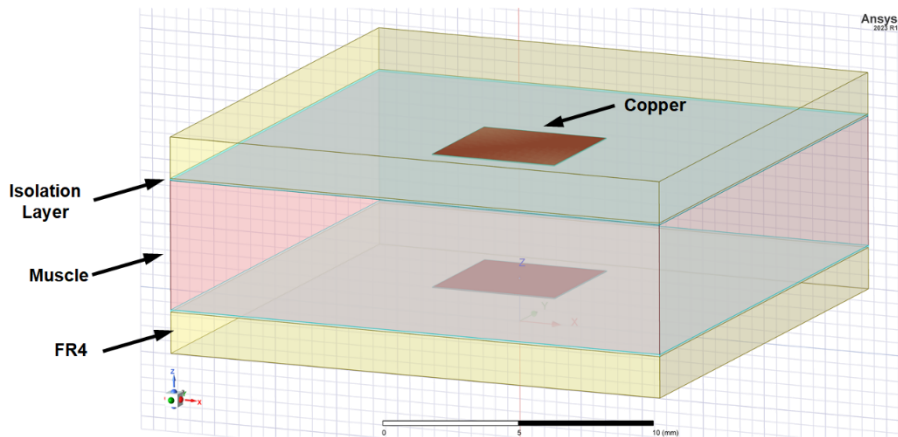 Ansys
2023 R1
Copper
Isolation
Layer
Muscle
FR4
Z
Y
X
Z
X
0
5
10 (mm)